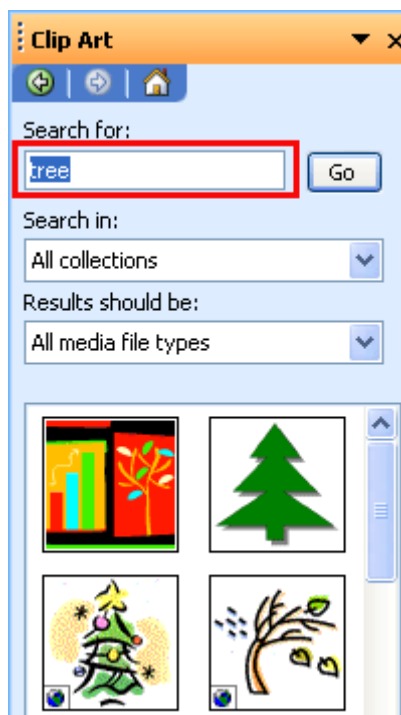 Clip Art
Search for:
tree
Go
Search in:
All collections
Results should be:
All media file types